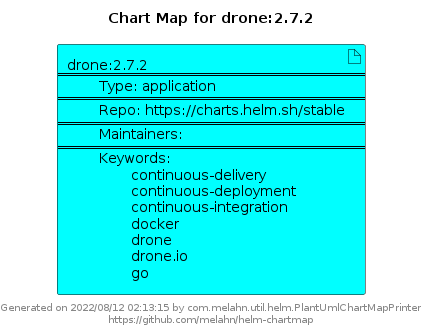 Chart Map for drone:2.7.2
drone:2.7.2
Type: application
Repo: https://charts.helm.sh/stable
Maintainers:
Keywords:
continuous-delivery
continuous-deployment
continuous-integration
docker
drone
drone.io
go
Generated on 2022/08/12 02:13:15 by com.melahn.util.helm.PlantUmlChartMapPrinter
https://github.com/melahn/helm-chartmap